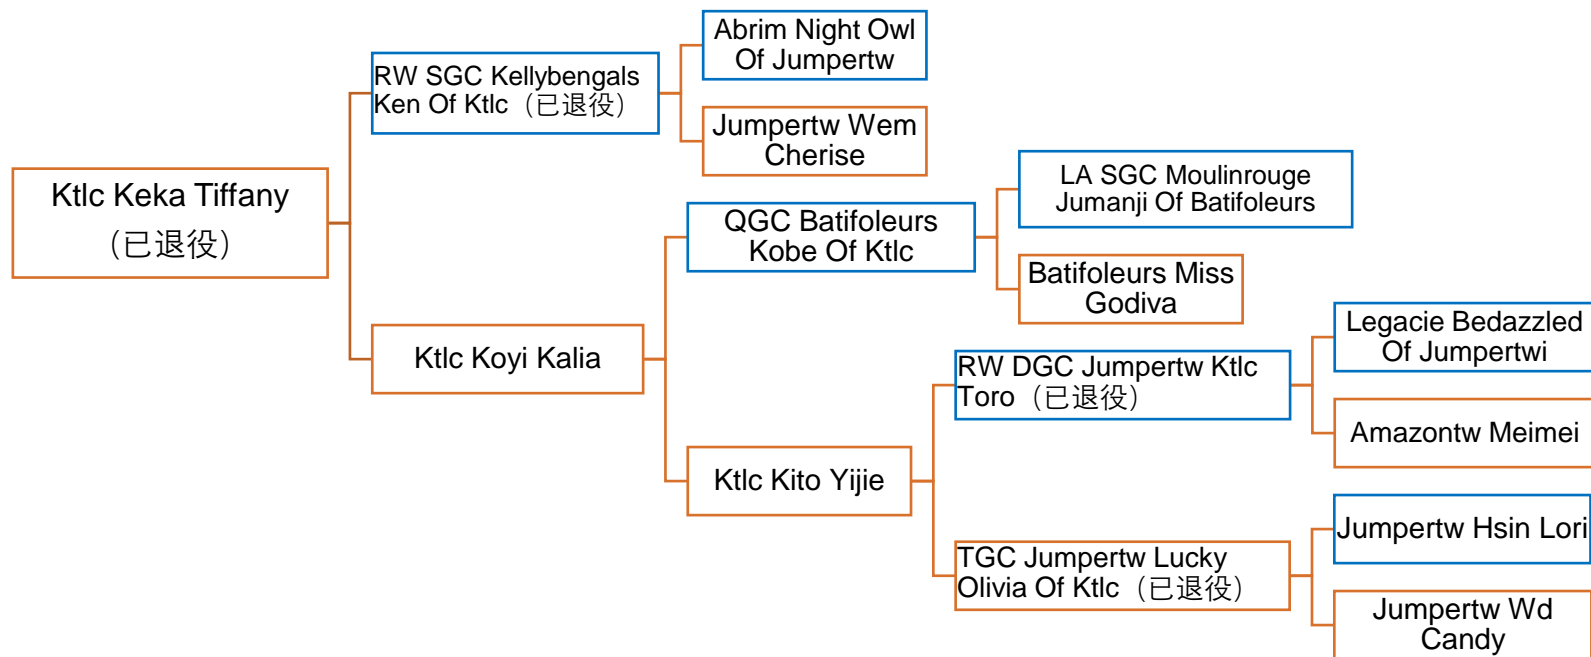 Ktlc Keka Tiffany
（已退役）
RW SGC Kellybengals
Ken Of Ktlc（已退役）
Abrim Night Owl
Of Jumpertw
Jumpertw Wem
Cherise
Ktlc Koyi Kalia
QGC Batifoleurs
Kobe Of Ktlc
LA SGC Moulinrouge
Jumanji Of Batifoleurs
Batifoleurs Miss
Godiva
Ktlc Kito Yijie
RW DGC Jumpertw Ktlc
Toro（已退役）
Legacie Bedazzled
Of Jumpertwi
Amazontw Meimei
TGC Jumpertw Lucky
Olivia Of Ktlc（已退役）
Jumpertw Hsin Lori
Jumpertw Wd
Candy